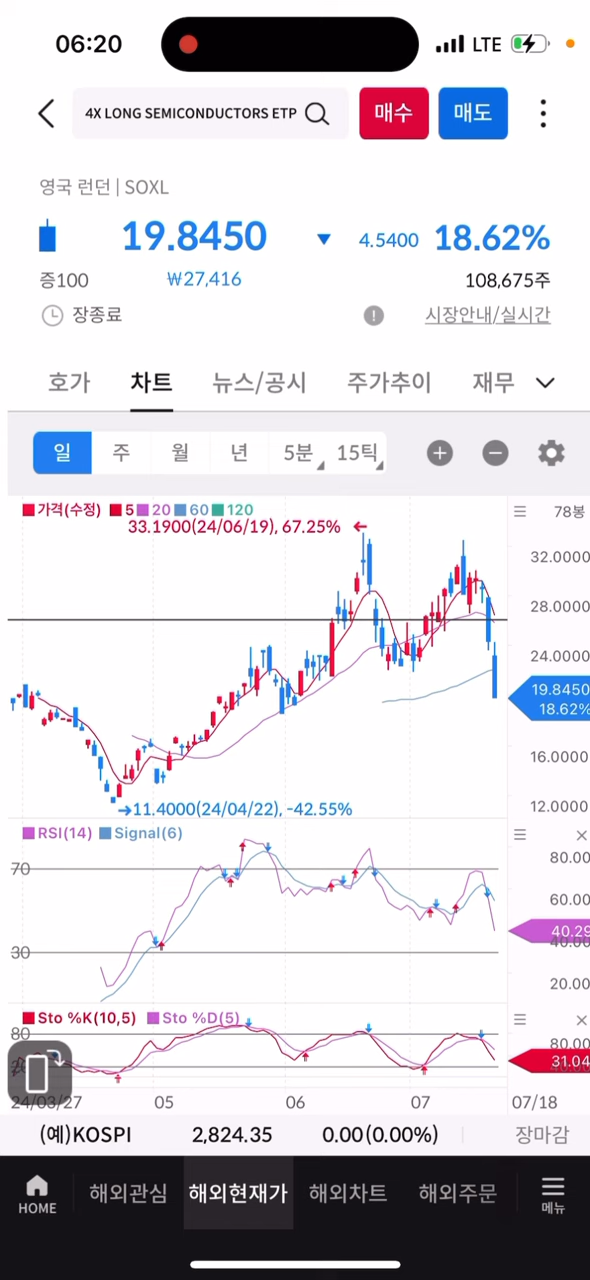 06:20 LTE
4X LONG SEMICONDUCTORS ETP 매수 매도
영국 런던 | SOXL
19.8450 ▼ 4.5400 18.62%
증100 ₩27,416 108,675주
장종료 시장안내/실시간
호가 차트 뉴스/공시 주가추이 재무
일 주 월 년 5분 15틱
가격(수정) 5 20 60 120 78봉
33.1900(24/06/19), 67.25% ←
32.0000
28.0000
24.0000
19.8450
18.62%
16.0000
→11.4000(24/04/22), -42.55%
12.0000
RSI(14) Signal(6)
80.00
70
60.00
40.29
40.00
30
20.00
Sto %K(10,5) Sto %D(5)
80 80.00
31.04
24/03/27 05 06 07 07/18
(예)KOSPI 2,824.35 0.00(0.00%) 장마감
HOME 해외관심 해외현재가 해외차트 해외주문 메뉴